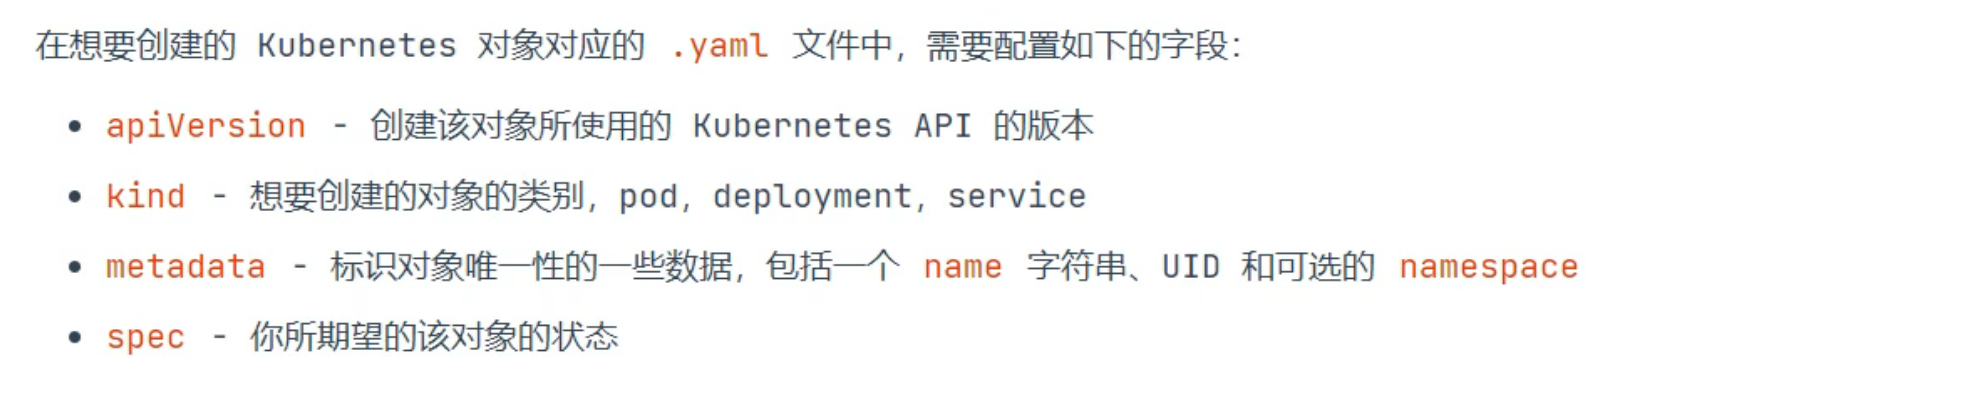 在想要创建的 Kubernetes 对象对应的 .yaml 文件中，需要配置如下的字段：
• apiVersion - 创建该对象所使用的 Kubernetes API 的版本
• kind - 想要创建的对象的类别，pod，deployment，service
• metadata - 标识对象唯一性的一些数据，包括一个 name 字符串、UID 和可选的 namespace
• spec - 你所期望的该对象的状态